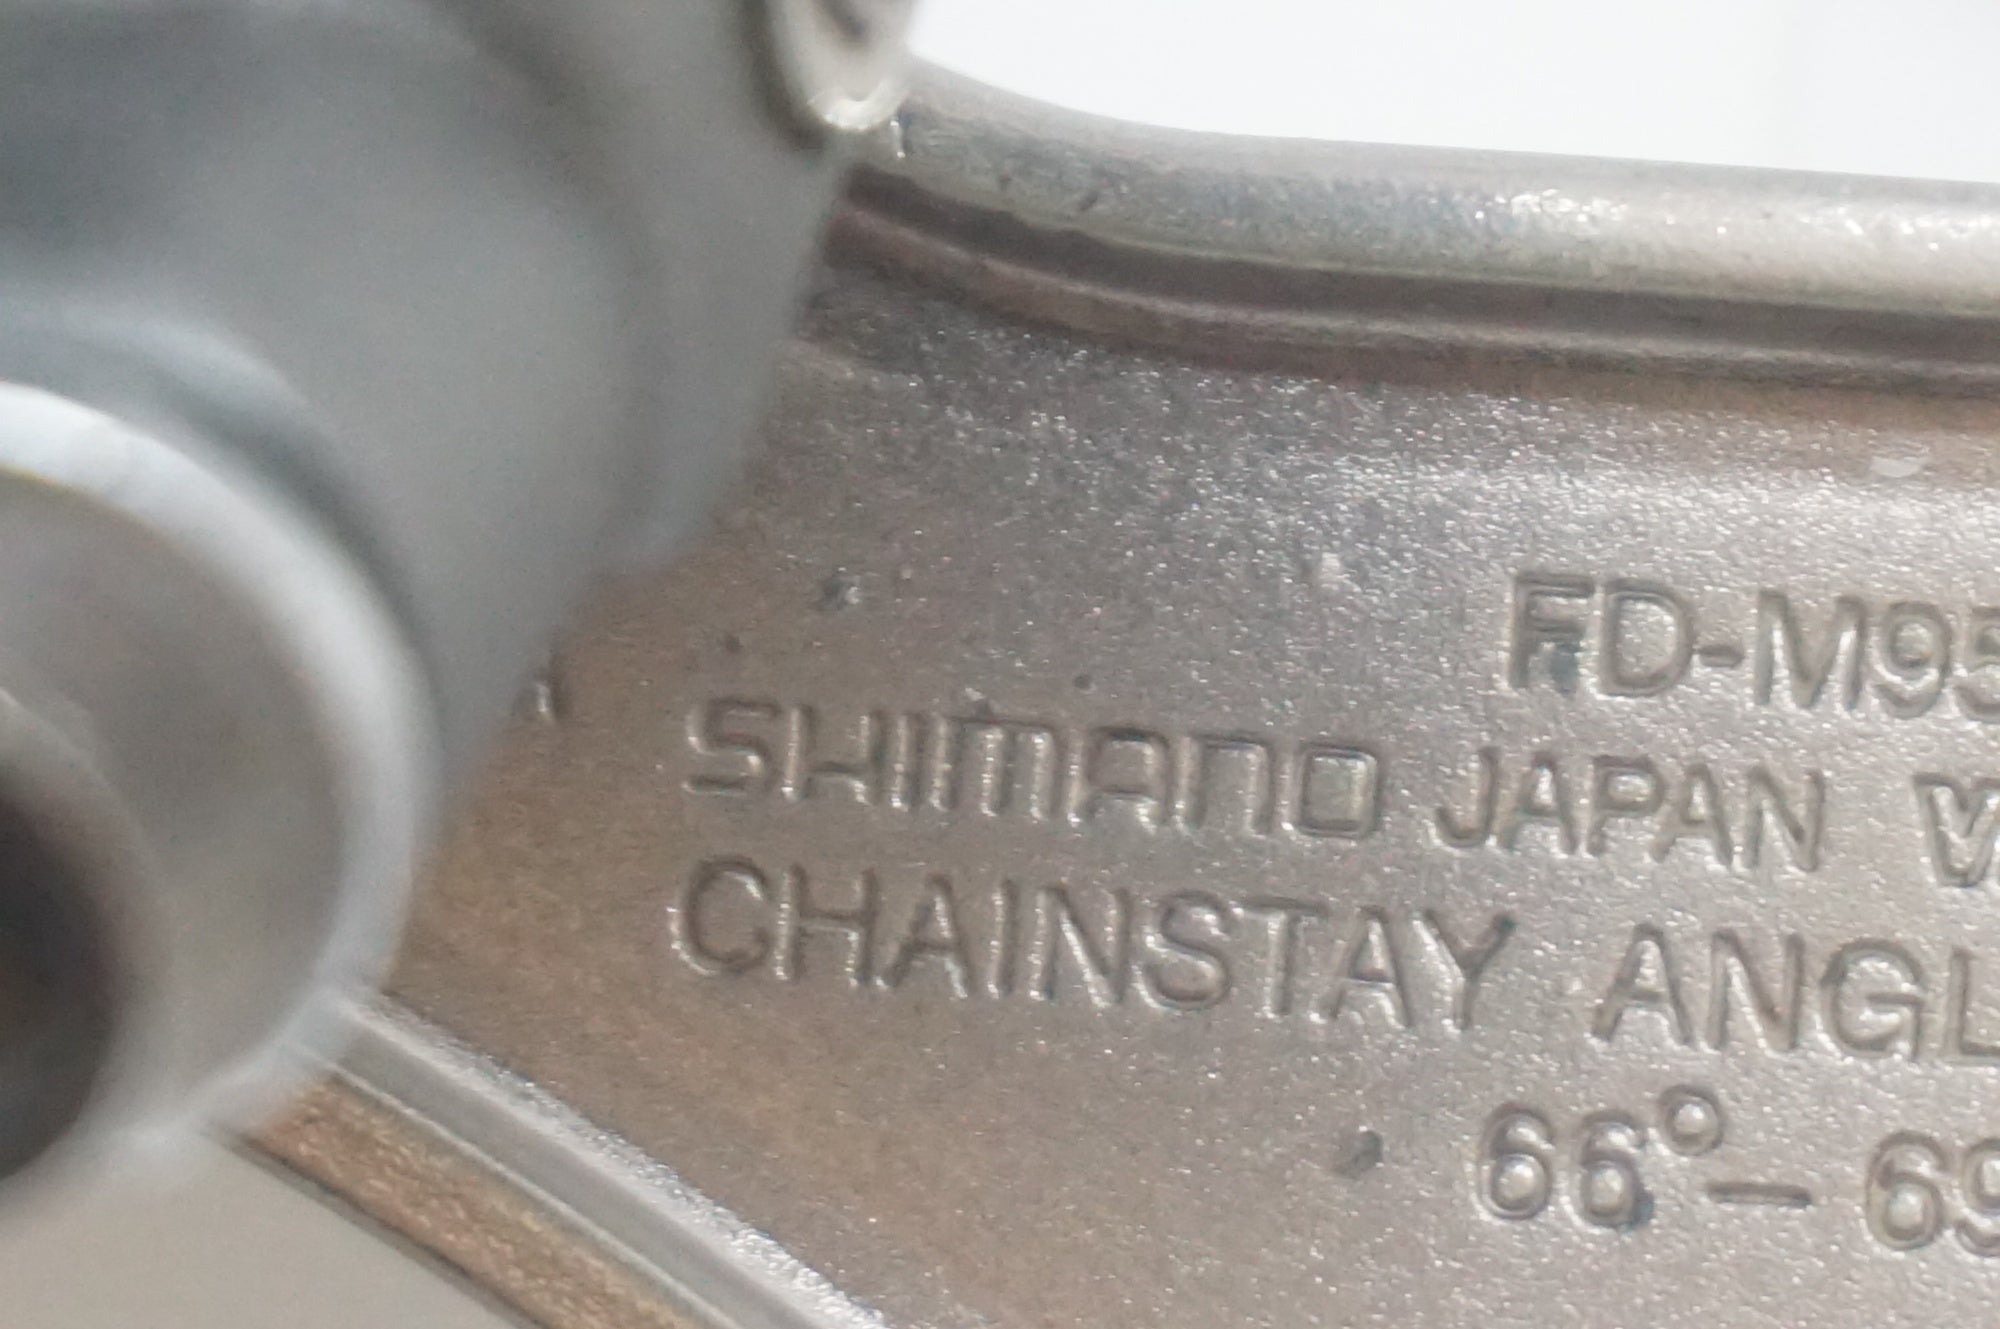 FD-M95
SHIMANO JAPAN
CHAINSTAY ANGL
66°-69